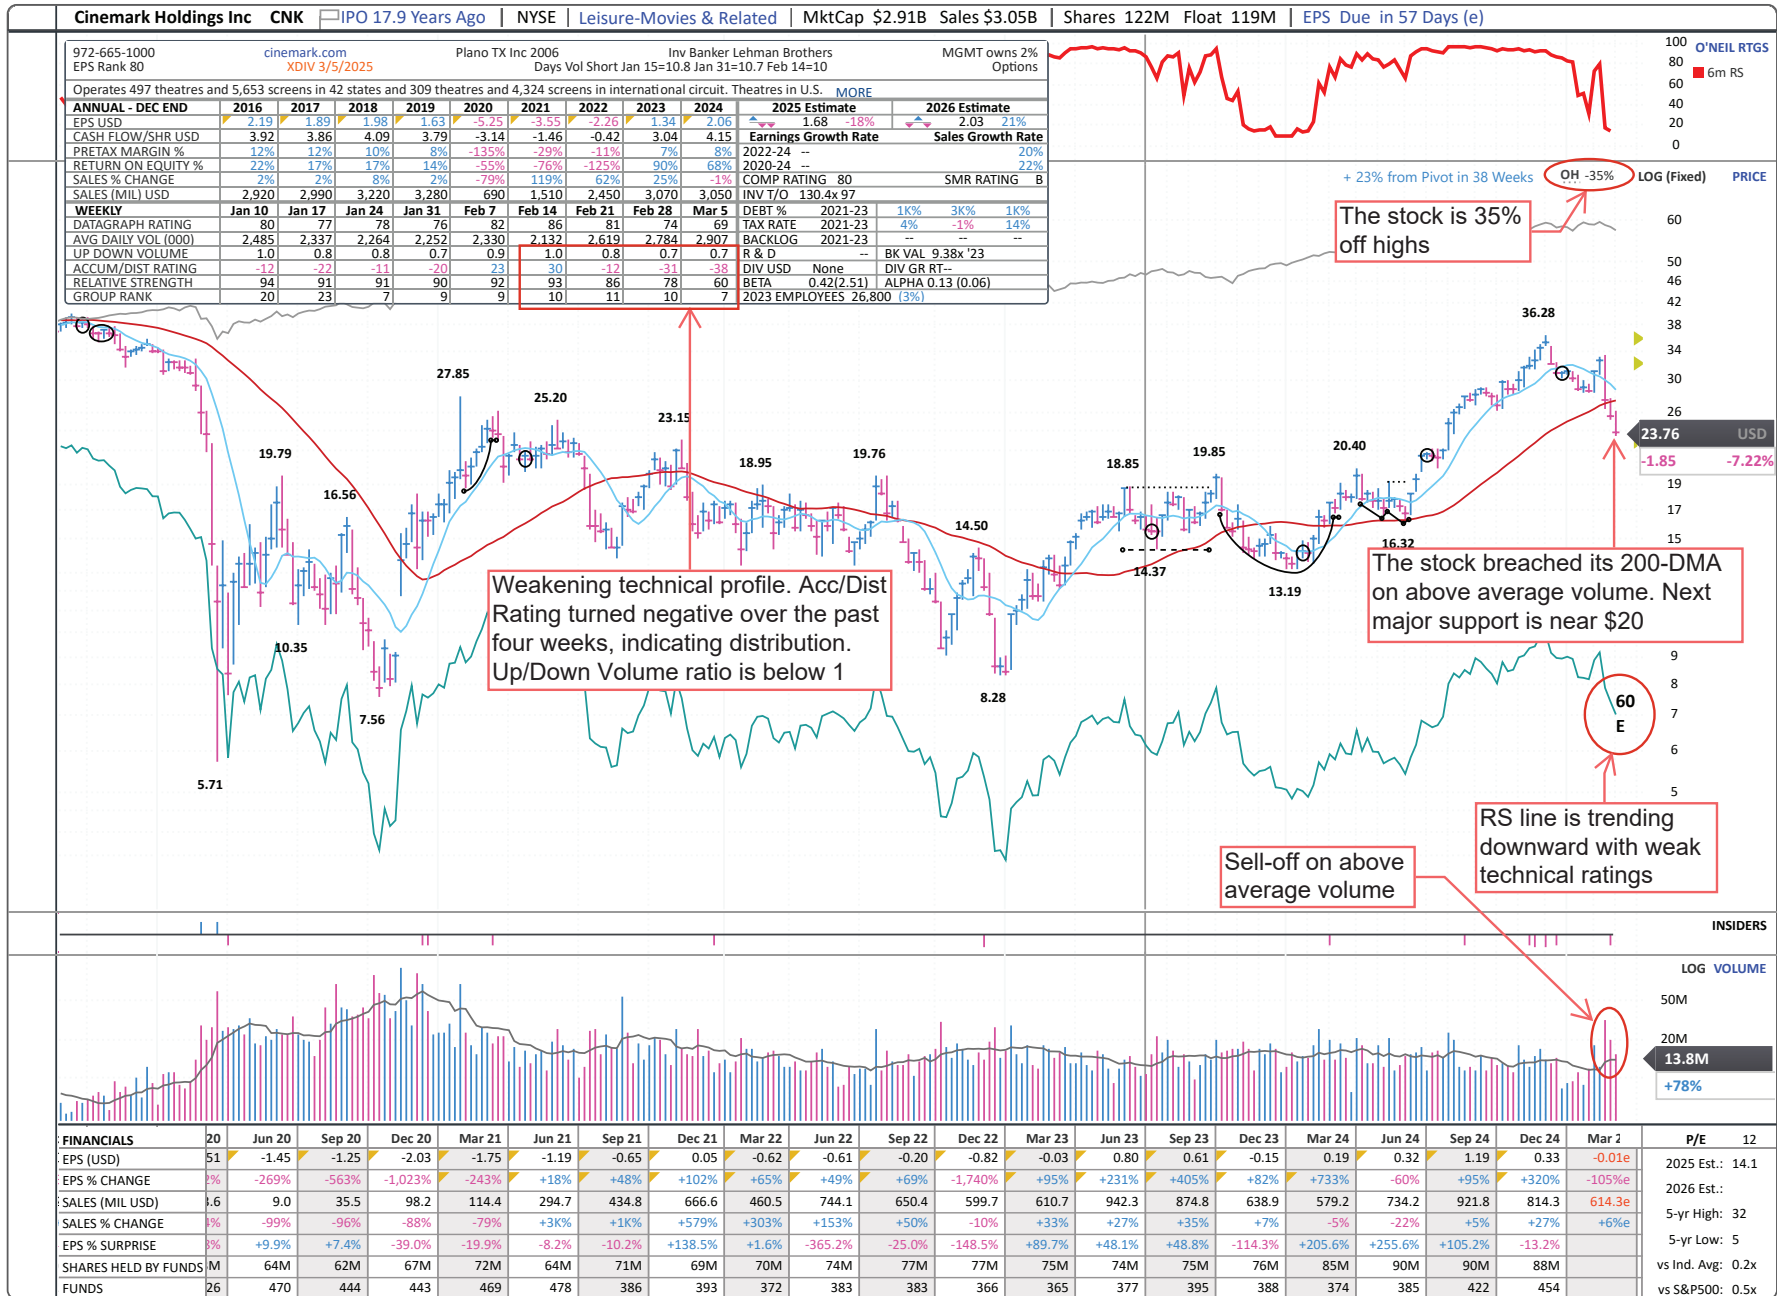 Cinemark Holdings Inc CNK IPO 17.9 Years Ago NYSE Leisure-Movies & Related MktCap $2.91B Sales $3.05B Shares 122M Float 119M EPS Due in 57 Days (e)
972-665-1000 cinemark.com Plano TX Inc 2006 Inv Banker Lehman Brothers MGMT owns 2%
EPS Rank 80 XDIV 3/5/2025 Days Vol Short Jan 15=10.8 Jan 31=10.7 Feb 14=10 Options
Operates 497 theatres and 5,653 screens in 42 states and 309 theatres and 4,324 screens in international circuit. Theatres in U.S. MORE
ANNUAL - DEC END 2016 2017 2018 2019 2020 2021 2022 2023 2024 2025 Estimate 2026 Estimate
EPS USD 2.19 1.89 1.98 1.63 -5.25 -3.55 -2.26 1.34 2.06 1.68 -18% 2.03 21%
CASH FLOW/SHR USD 3.92 3.86 4.09 3.79 -3.14 -1.46 -0.42 3.04 4.15 Earnings Growth Rate Sales Growth Rate
PRETAX MARGIN % 12% 12% 10% 8% -135% -29% -11% 7% 8% 2022-24 -- 20%
RETURN ON EQUITY % 22% 17% 17% 14% -55% -76% -125% 90% 68% 2020-24 -- 22%
SALES % CHANGE 2% 2% 8% 2% -79% 119% 62% 25% -1% COMP RATING 80 SMR RATING B
SALES (MIL) USD 2,920 2,990 3,220 3,280 690 1,510 2,450 3,070 3,050 INV T/O 130.4x 97
WEEKLY Jan 10 Jan 17 Jan 24 Jan 31 Feb 7 Feb 14 Feb 21 Feb 28 Mar 5 DEBT % 2021-23 1K% 3K% 1K%
DATAGRAPH RATING 80 77 78 76 82 86 81 74 69 TAX RATE 2021-23 4% -1% 14%
AVG DAILY VOL (000) 2,485 2,337 2,264 2,252 2,330 2,132 2,619 2,784 2,907 BACKLOG 2021-23 -- -- --
UP DOWN VOLUME 1.0 0.8 0.8 0.7 0.9 1.0 0.8 0.7 0.7 R & D -- BK VAL 9.38x '23
ACCUM/DIST RATING -12 -22 -11 -20 23 30 -12 -31 -38 DIV USD None DIV GR RT--
RELATIVE STRENGTH 94 91 91 90 92 93 86 78 60 BETA 0.42(2.51) ALPHA 0.13 (0.06)
GROUP RANK 20 23 7 9 9 10 11 10 7 2023 EMPLOYEES 26,800 (3%)
100 O'NEIL RTGS
80 6m RS
60
40
20
0
+ 23% from Pivot in 38 Weeks OH -35% LOG (Fixed) PRICE
The stock is 35%
off highs
60
50
46
42
38
34
30
26
23.76 USD
-1.85 -7.22%
19
17
15
9
8
7
6
5
36.28
27.85
25.20
23.15
19.79
16.56
18.95
19.76
18.85
19.85
20.40
14.50
16.32
14.37
13.19
10.35
7.56
8.28
5.71
Weakening technical profile. Acc/Dist
Rating turned negative over the past
four weeks, indicating distribution.
Up/Down Volume ratio is below 1
The stock breached its 200-DMA
on above average volume. Next
major support is near $20
60
E
RS line is trending
downward with weak
technical ratings
Sell-off on above
average volume
INSIDERS
LOG VOLUME
50M
20M
13.8M
+78%
FINANCIALS 20 Jun 20 Sep 20 Dec 20 Mar 21 Jun 21 Sep 21 Dec 21 Mar 22 Jun 22 Sep 22 Dec 22 Mar 23 Jun 23 Sep 23 Dec 23 Mar 24 Jun 24 Sep 24 Dec 24 Mar 2
EPS (USD) 51 -1.45 -1.25 -2.03 -1.75 -1.19 -0.65 0.05 -0.62 -0.61 -0.20 -0.82 -0.03 0.80 0.61 -0.15 0.19 0.32 1.19 0.33 -0.01e
EPS % CHANGE % -269% -563% -1,023% -243% +18% +48% +102% +65% +49% +69% -1,740% +95% +231% +405% +82% +733% -60% +95% +320% -105%e
SALES (MIL USD) .6 9.0 35.5 98.2 114.4 294.7 434.8 666.6 460.5 744.1 650.4 599.7 610.7 942.3 874.8 638.9 579.2 734.2 921.8 814.3 614.3e
SALES % CHANGE % -99% -96% -88% -79% +3K% +1K% +579% +303% +153% +50% -10% +33% +27% +35% +7% -5% -22% +5% +27% +6%e
EPS % SURPRISE % +9.9% +7.4% -39.0% -19.9% -8.2% -10.2% +138.5% +1.6% -365.2% -25.0% -148.5% +89.7% +48.1% +48.8% -114.3% +205.6% +255.6% +105.2% -13.2%
SHARES HELD BY FUNDS M 64M 62M 67M 72M 64M 71M 69M 70M 74M 77M 77M 75M 74M 75M 76M 85M 90M 90M 88M
FUNDS 26 470 444 443 469 478 386 393 372 383 383 366 365 377 395 388 374 385 422 454
P/E 12
2025 Est.: 14.1
2026 Est.:
5-yr High: 32
5-yr Low: 5
vs Ind. Avg: 0.2x
vs S&P500: 0.5x